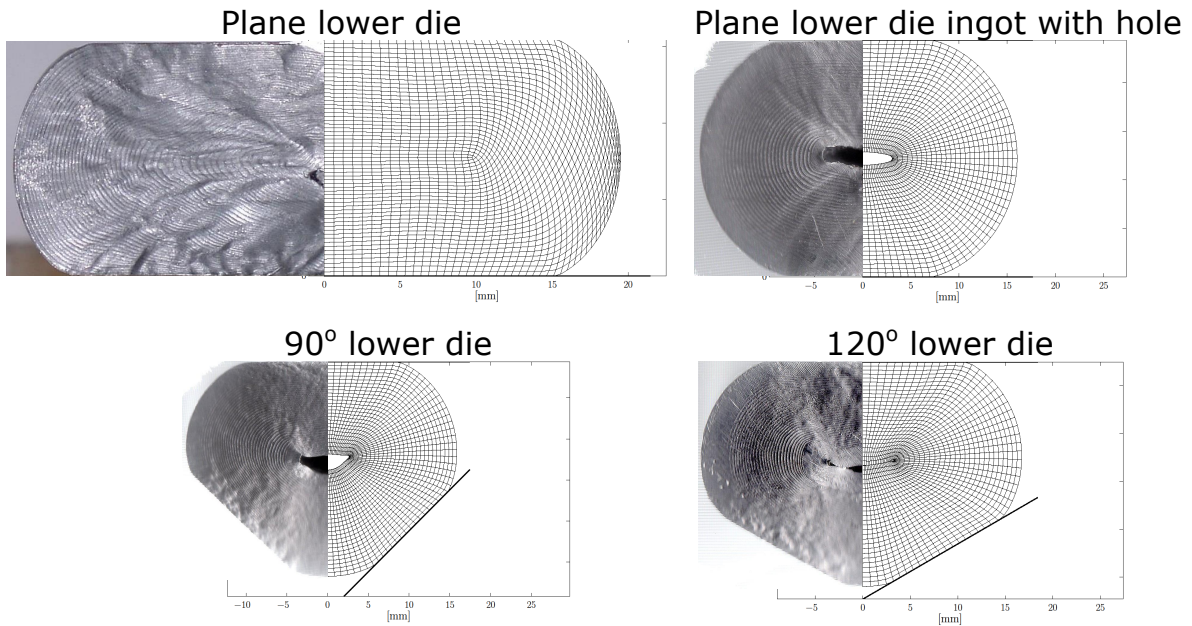 Plane lower die
Plane lower die ingot with hole
0 5 10 15 20
[mm]
−5 0 5 10 15 20 25
[mm]
90° lower die
120° lower die
−10 −5 0 5 10 15 20 25
[mm]
−5 0 5 10 15 20 25
[mm]